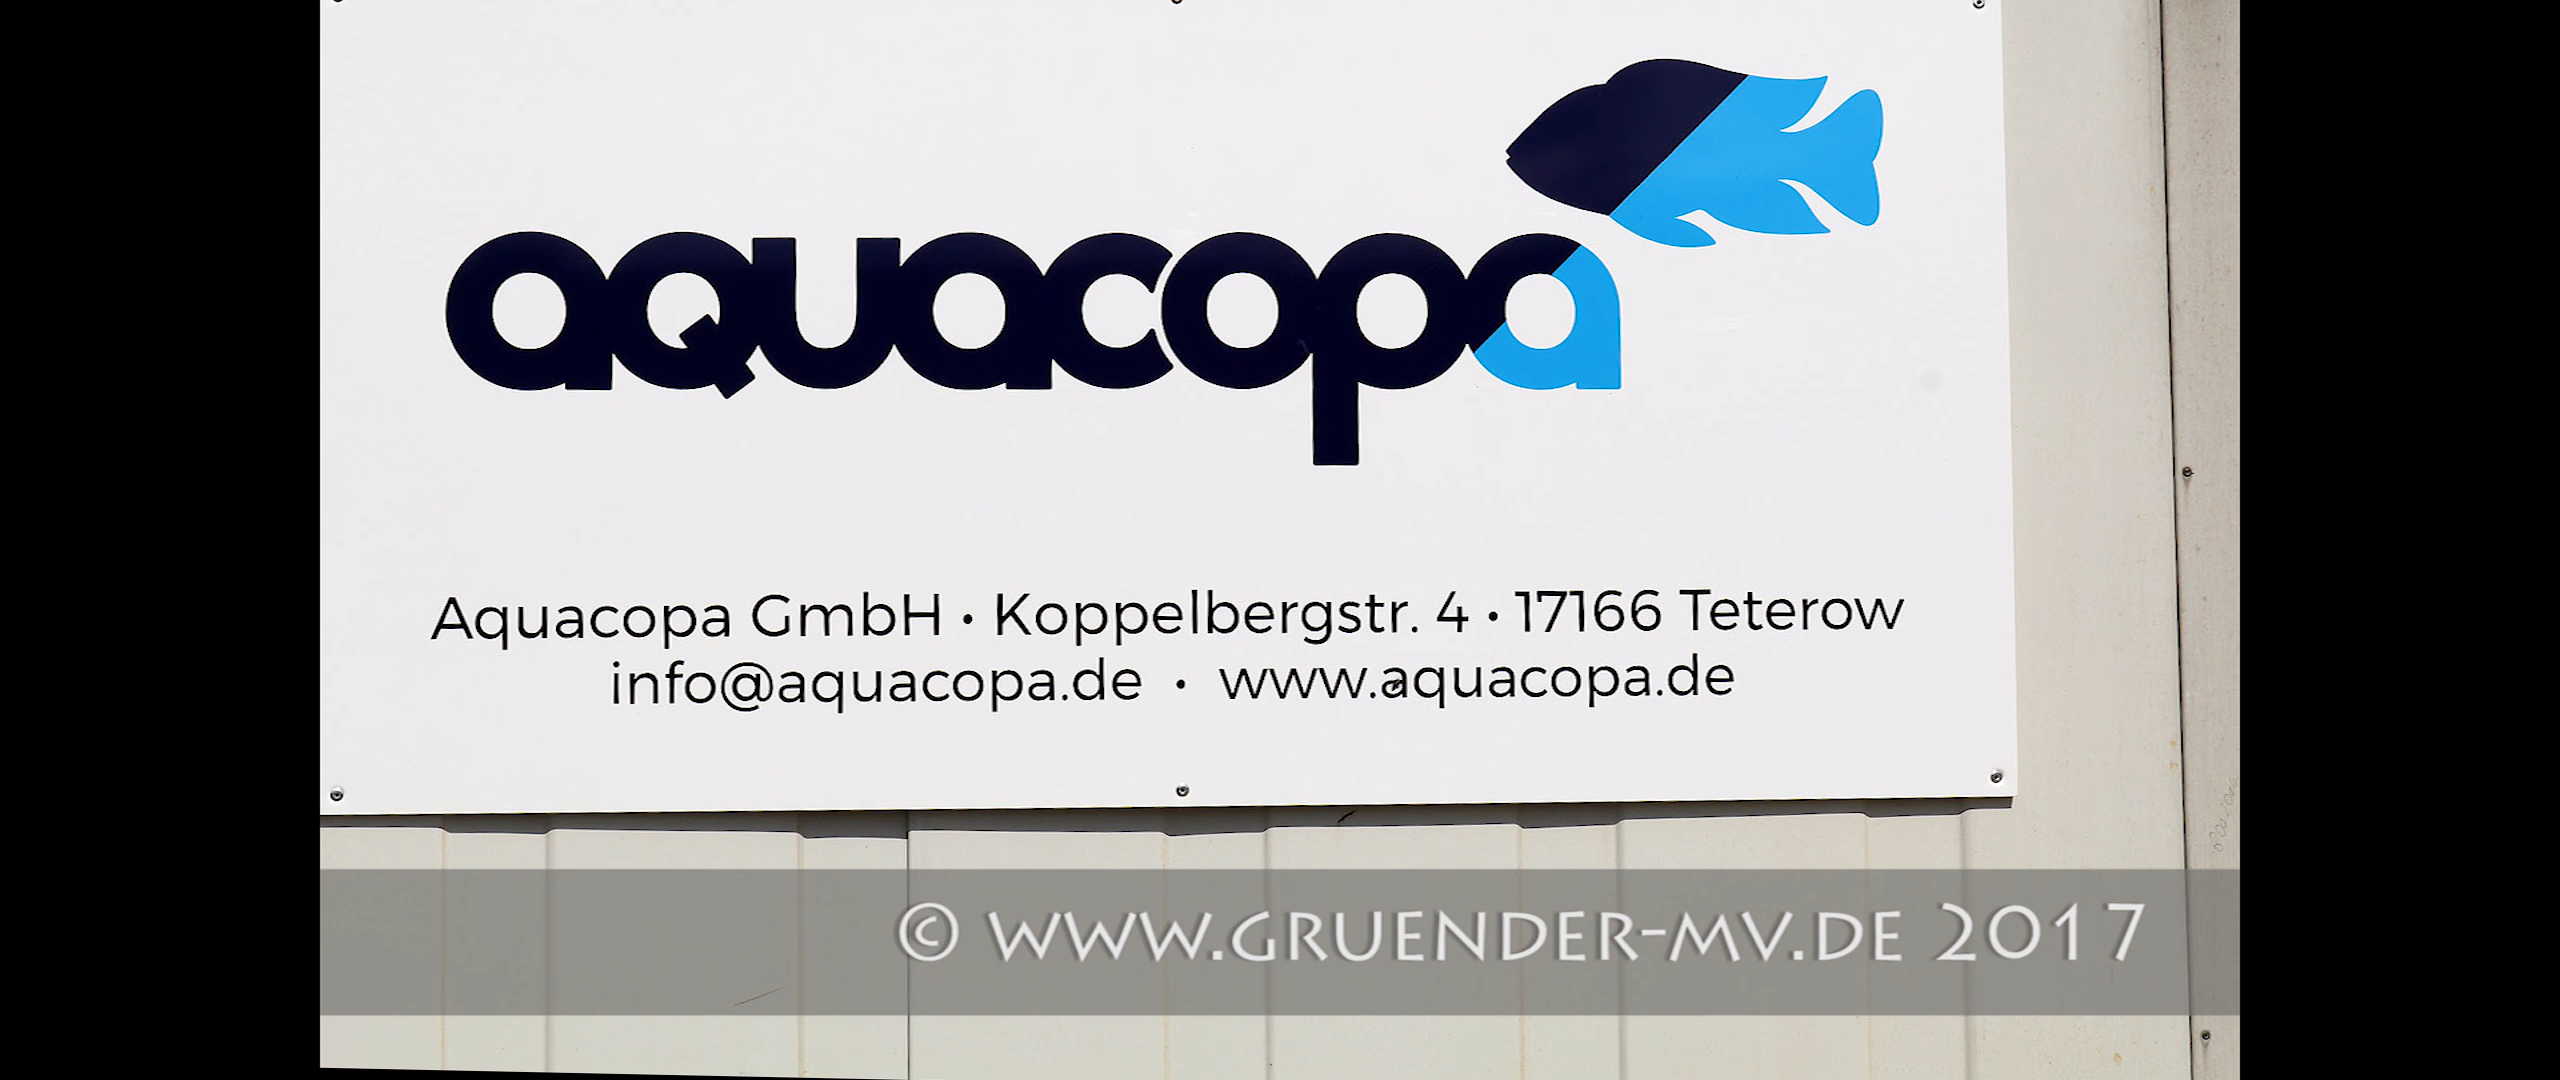 aquacopa
Aquacopa GmbH • Koppelbergstr. 4 • 17166 Teterow
info@aquacopa.de • www.aquacopa.de
© WWW.GRUENDER-MV.DE 2017